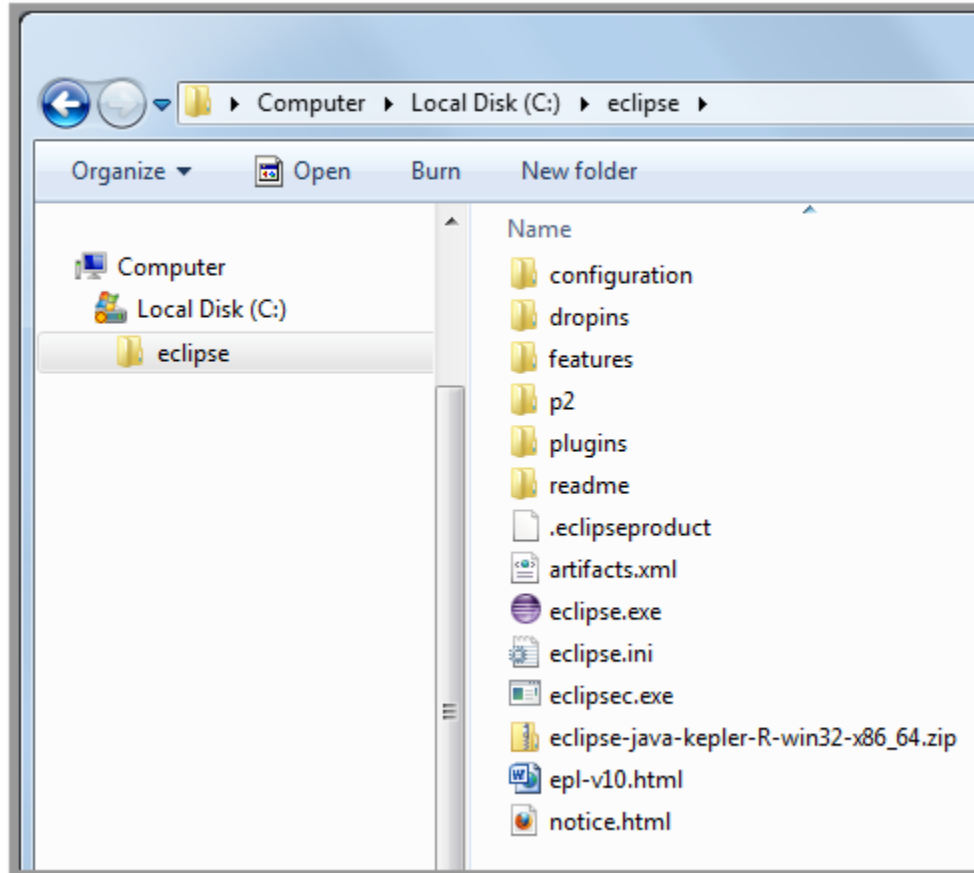 Computer Local Disk (C:) eclipse
Organize Open Burn New folder
Name
Computer
Local Disk (C:)
eclipse
configuration
dropins
features
p2
plugins
readme
.eclipseproduct
artifacts.xml
eclipse.exe
eclipse.ini
eclipsec.exe
eclipse-java-kepler-R-win32-x86_64.zip
epl-v10.html
notice.html